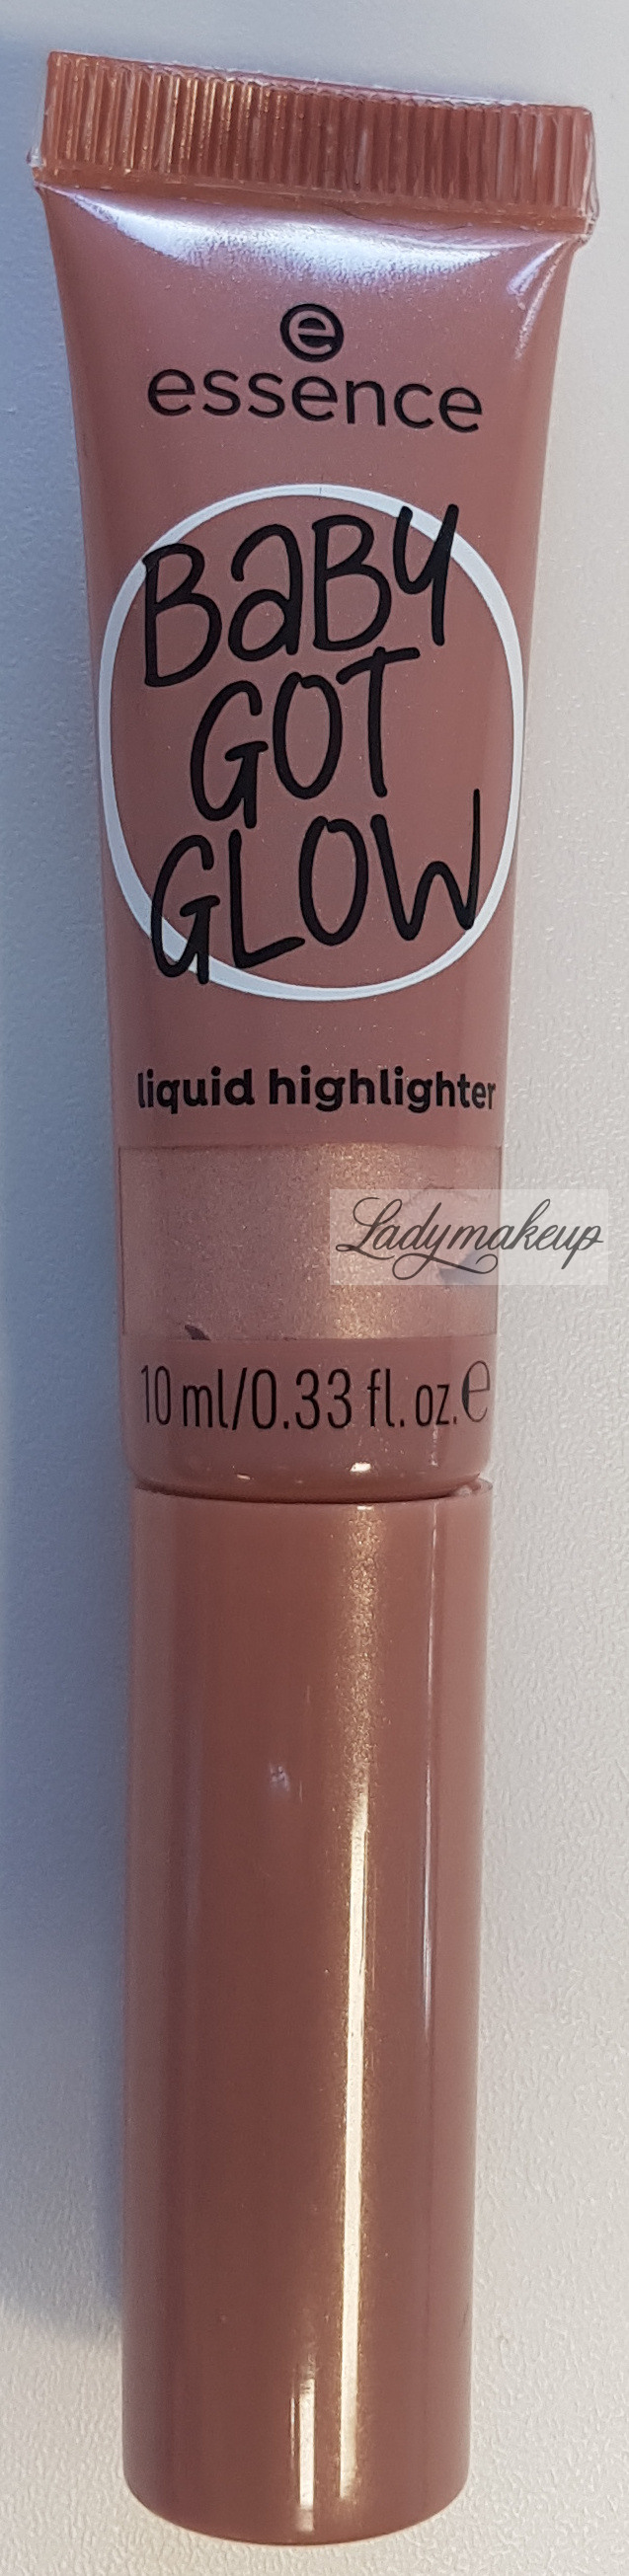 e
essence
BaBY
GOT
GLOW
liquid highlighter
Ladymakeup
10 ml/0.33 fl. oz. ℮